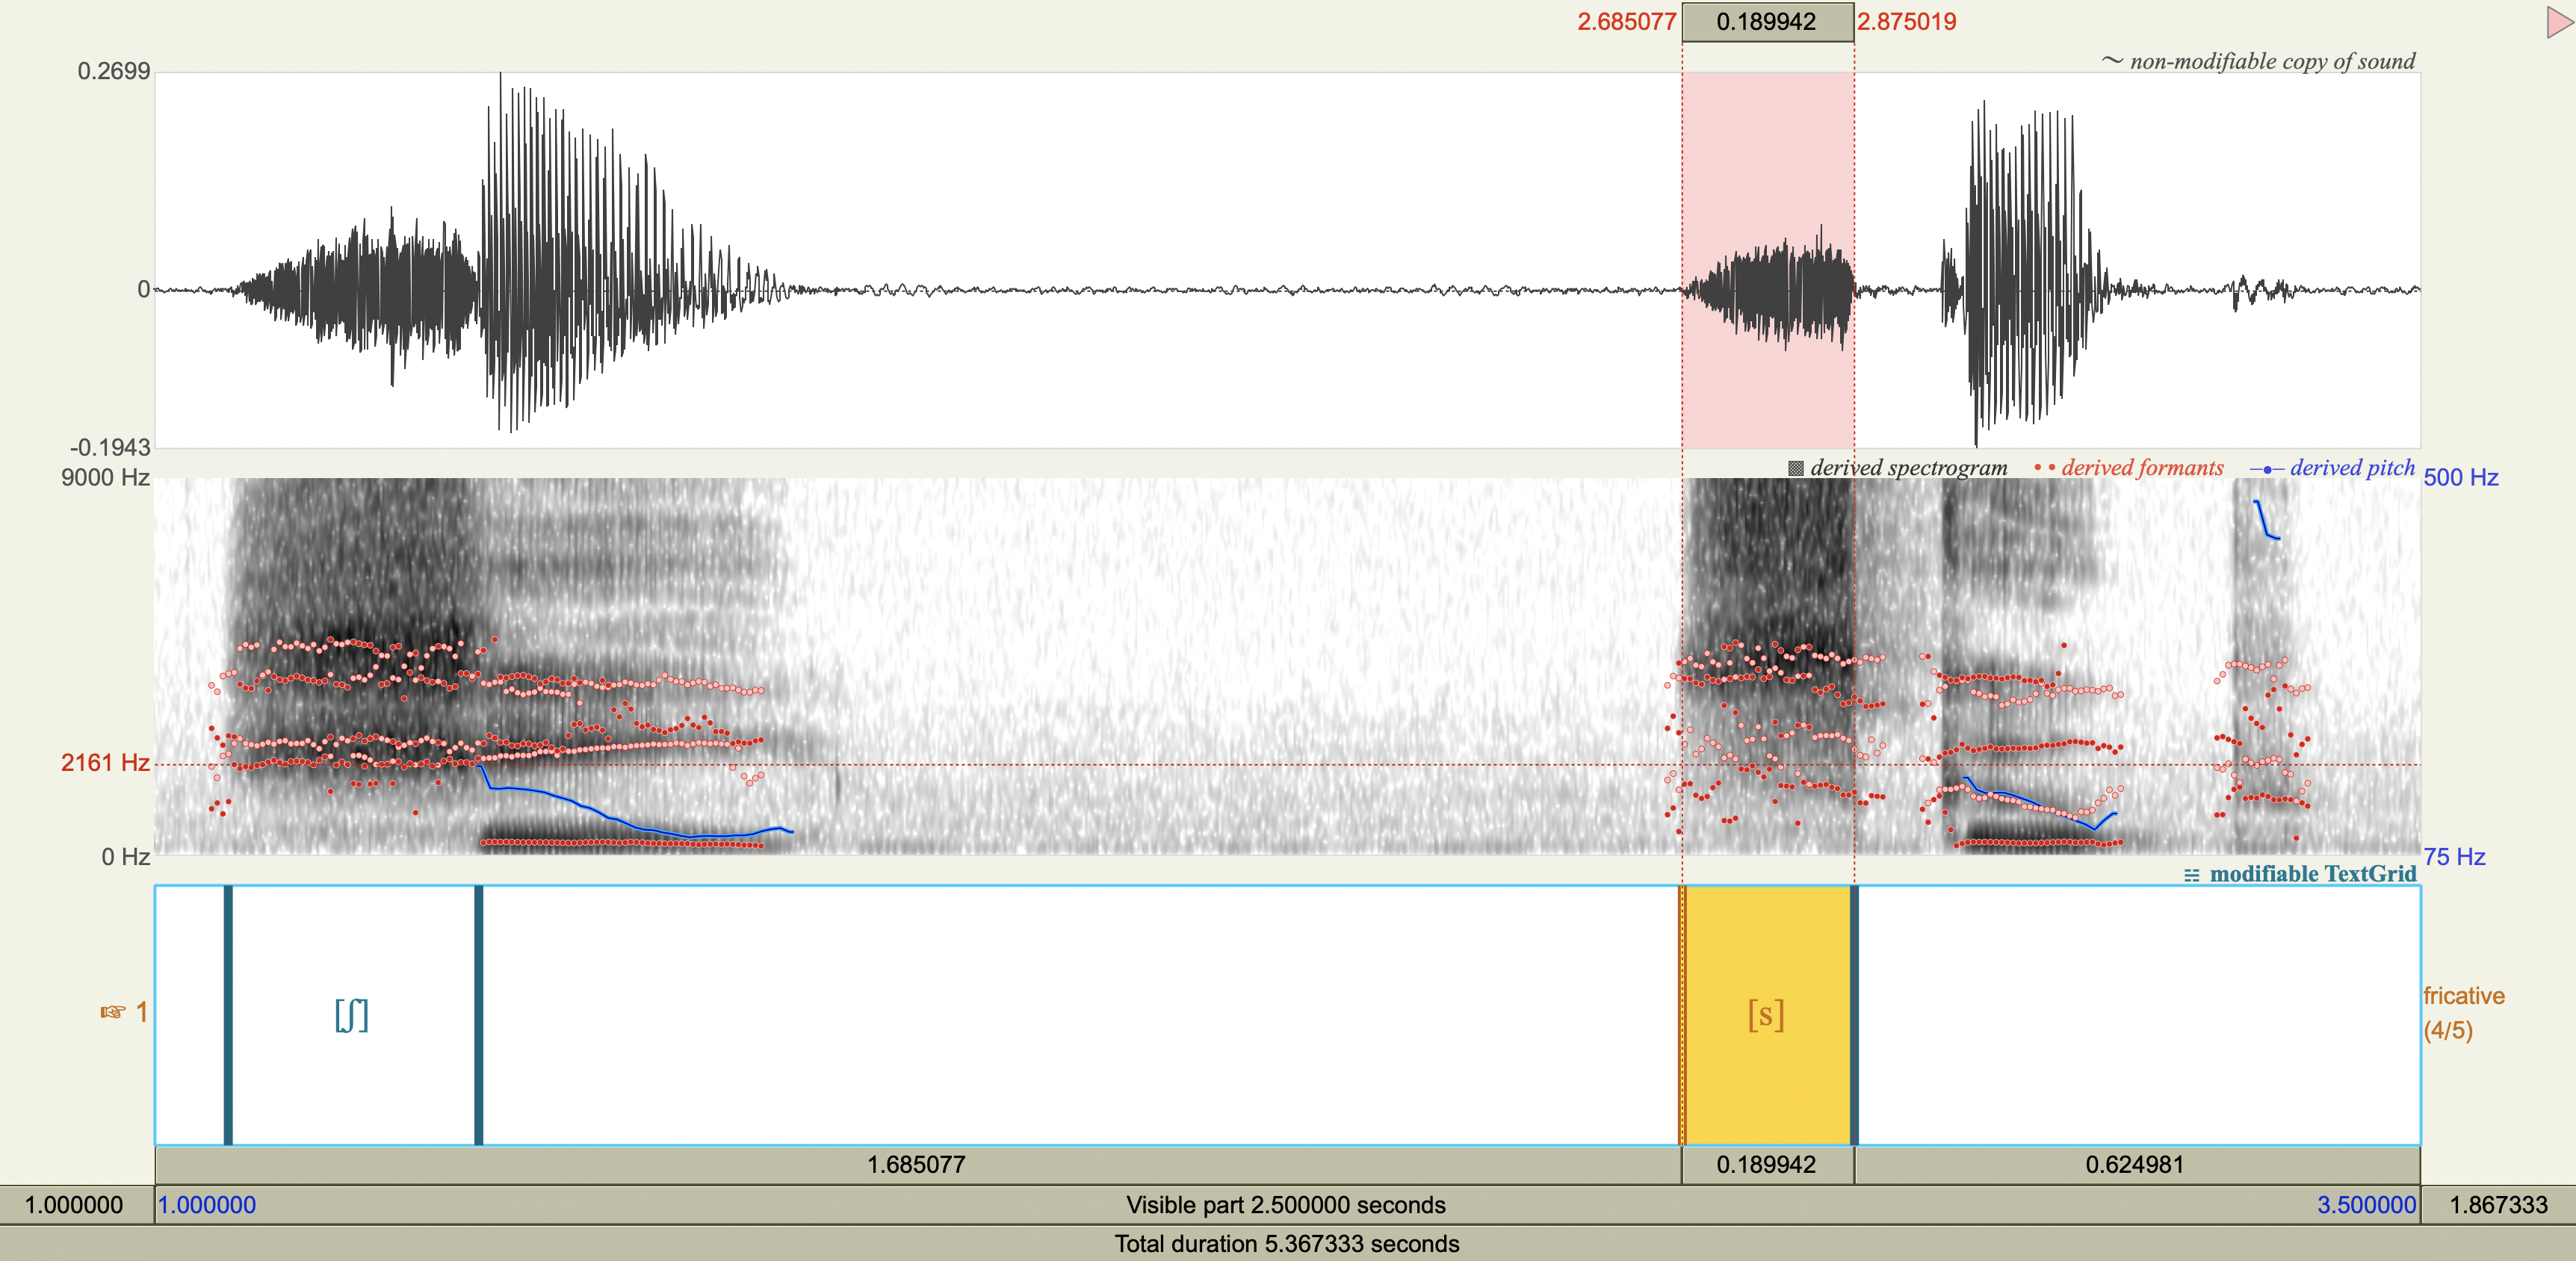 2.685077 0.189942 2.875019
0.2699
~ non-modifiable copy of sound
0
-0.1943
9000 Hz
derived spectrogram derived formants derived pitch
500 Hz
2161 Hz
0 Hz
75 Hz
modifiable TextGrid
☞ 1
[ʃ]
[s]
fricative
(4/5)
1.685077 0.189942 0.624981
1.000000 1.000000 Visible part 2.500000 seconds 3.500000 1.867333
Total duration 5.367333 seconds